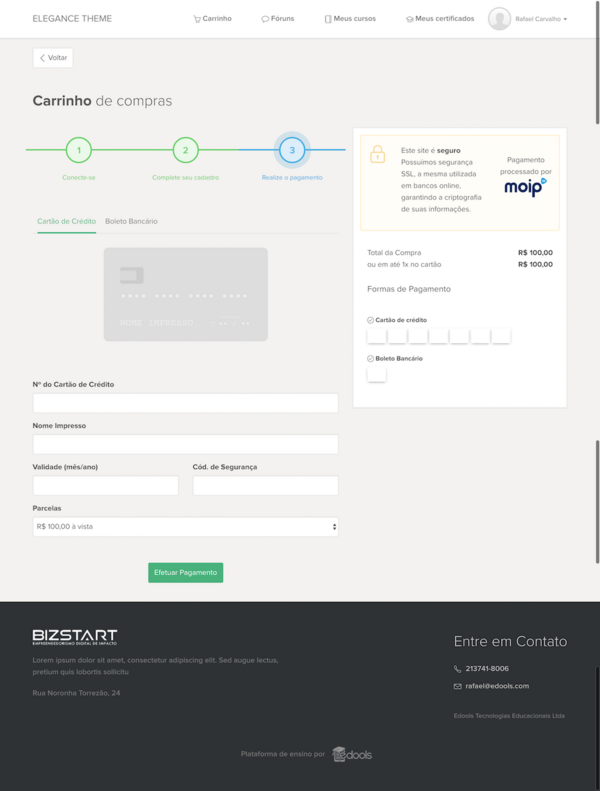 ELEGANCE THEME
Carrinho
Fóruns
Meus cursos
Meus certificados
Rafael Carvalho
Voltar
Carrinho de compras
1
2
3
Conecte-se
Complete seu cadastro
Realize o pagamento
Cartão de Crédito
Boleto Bancário
NOME IMPRESSO
Nº do Cartão de Crédito
Nome Impresso
Validade (mês/ano)
Cód. de Segurança
Parcelas
R$ 100,00 à vista
Efetuar Pagamento
Este site é seguro
Possuimos segurança
SSL, a mesma utilizada
em bancos online,
garantindo a criptografia
de suas informações.
Pagamento
processado por
moip
Total da Compra R$ 100,00
ou em até 1x no cartão R$ 100,00
Formas de Pagamento
Cartão de crédito
Boleto Bancário
BIZSTART
EMPREENDEDORISMO DIGITAL DE IMPACTO
Lorem ipsum dolor sit amet, consectetur adipiscing elit. Sed augue lectus,
pretium quis lobortis sollicitu
Rua Noronha Torrezão, 24
Entre em Contato
213741-8006
rafael@edools.com
Edools Tecnologias Educacionais Ltda
Plataforma de ensino por edools